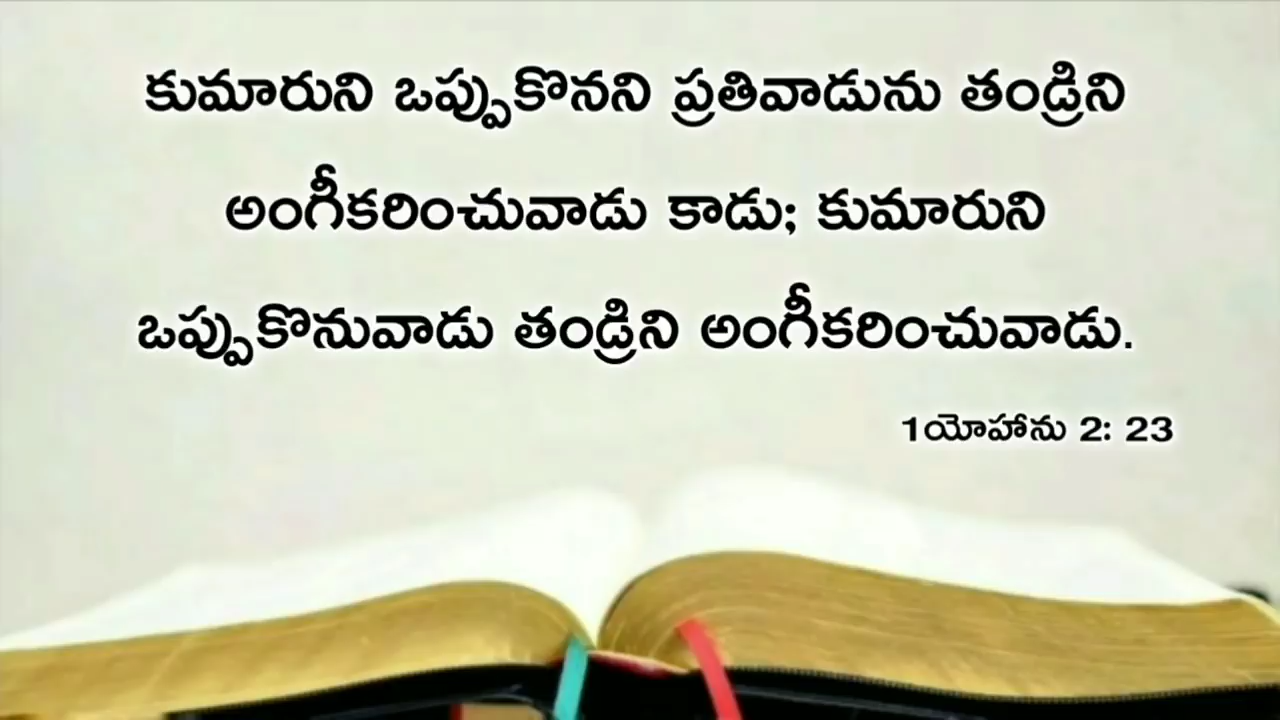 కుమారుని ఒప్పుకొనని ప్రతివాడును తండ్రిని
అంగీకరించువాడు కాడు; కుమారుని
ఒప్పుకొనువాడు తండ్రిని అంగీకరించువాడు.
1యోహాను 2: 23